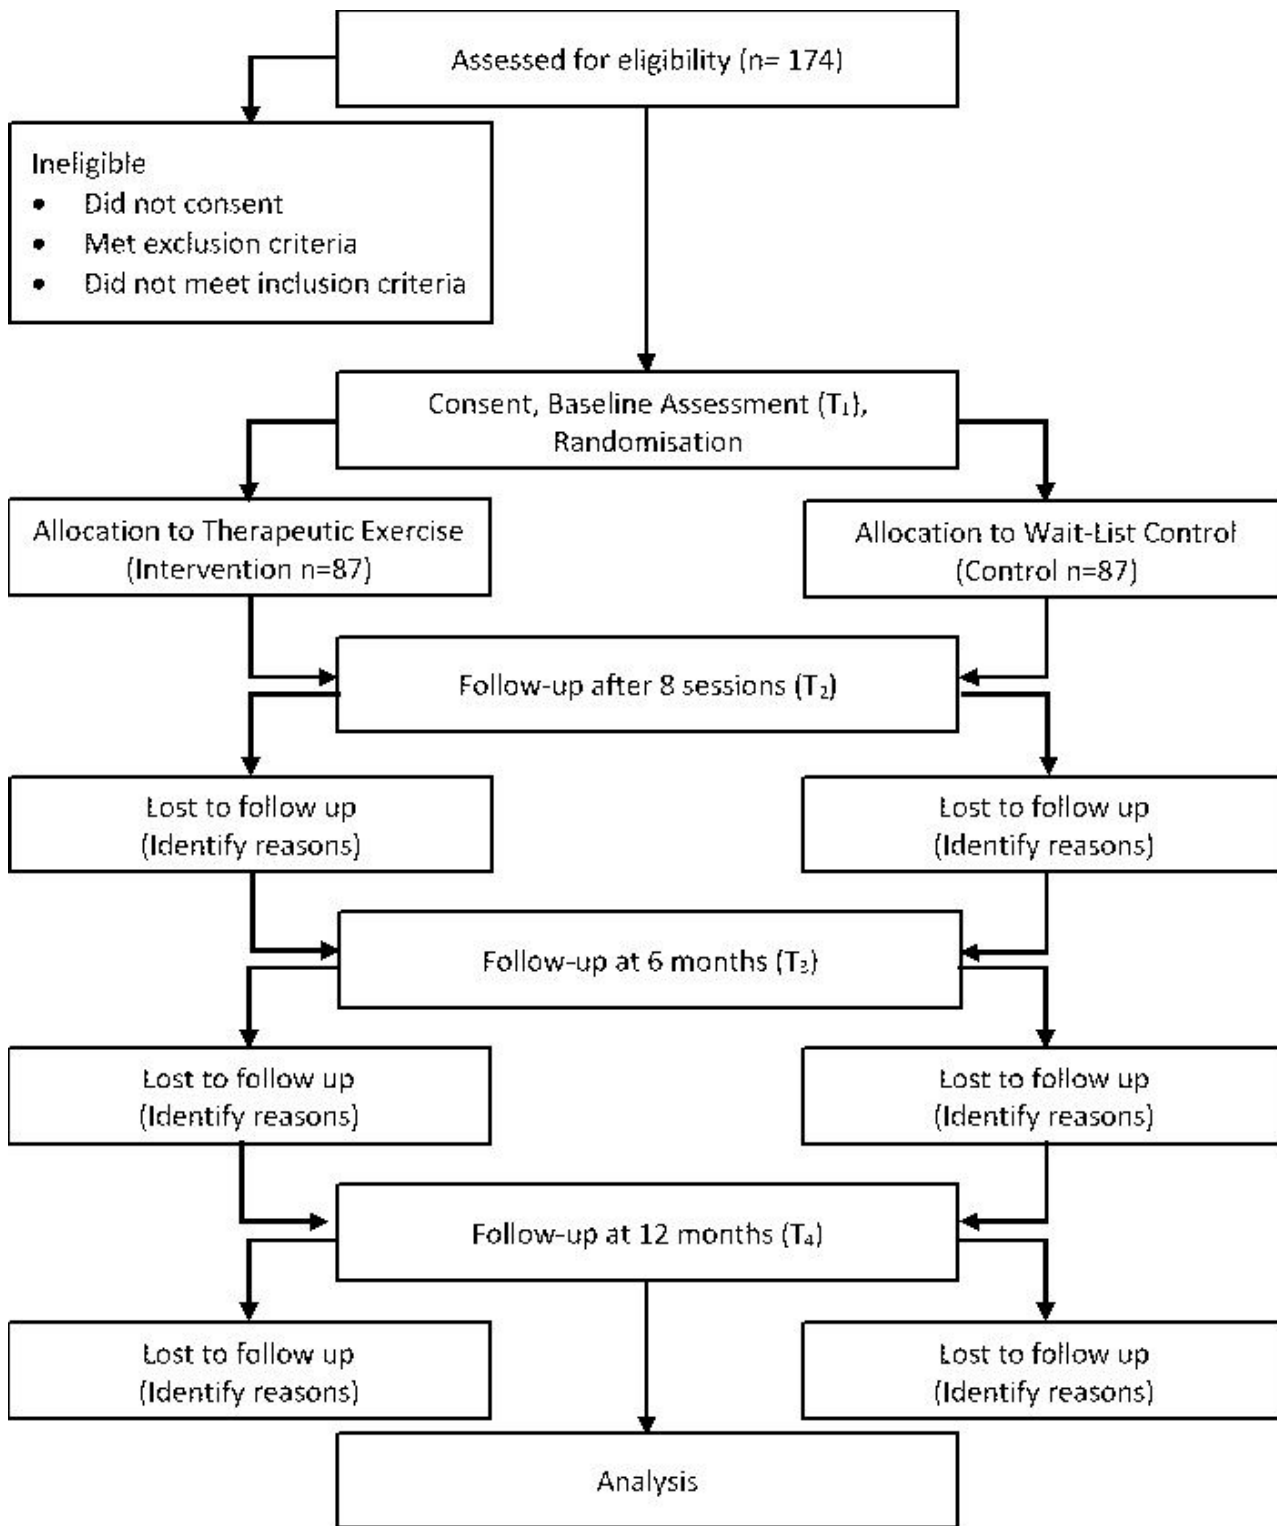 Assessed for eligibility (n= 174)
Ineligible
• Did not consent
• Met exclusion criteria
• Did not meet inclusion criteria
Consent, Baseline Assessment (T₁),
Randomisation
Allocation to Therapeutic Exercise
(Intervention n=87)
Allocation to Wait-List Control
(Control n=87)
Follow-up after 8 sessions (T₂)
Lost to follow up
(Identify reasons)
Lost to follow up
(Identify reasons)
Follow-up at 6 months (T₃)
Lost to follow up
(Identify reasons)
Lost to follow up
(Identify reasons)
Follow-up at 12 months (T₄)
Lost to follow up
(Identify reasons)
Lost to follow up
(Identify reasons)
Analysis